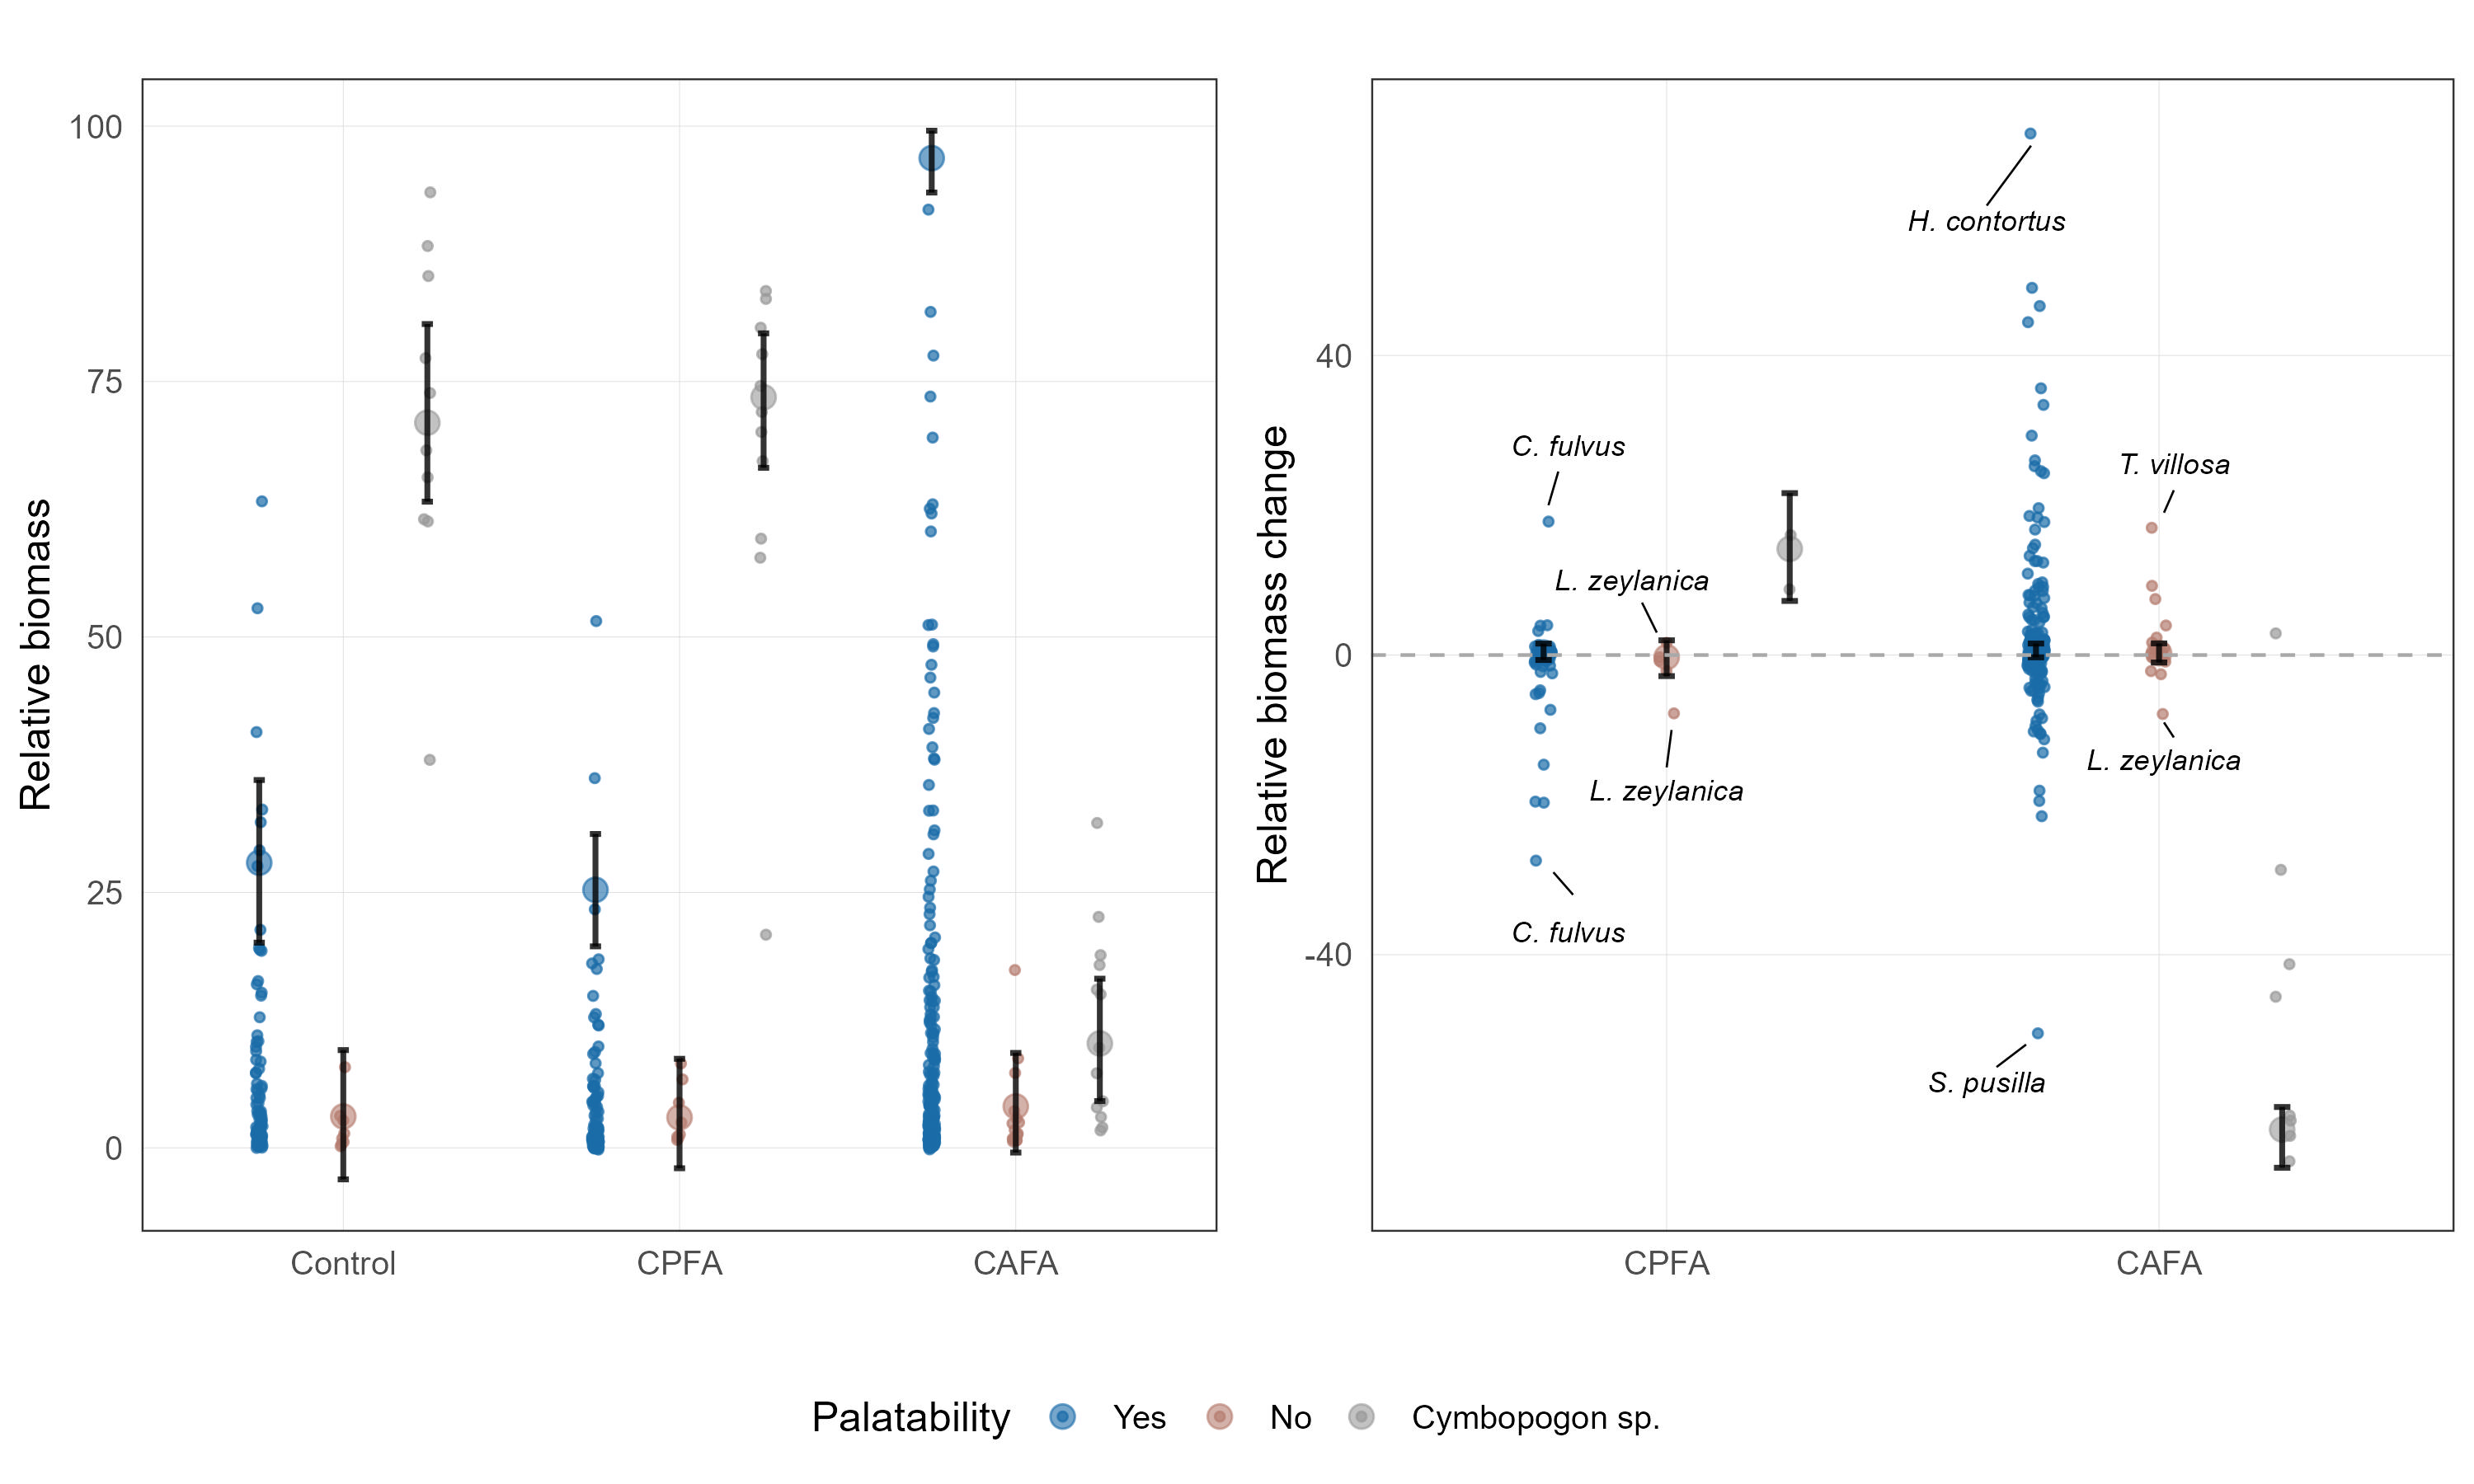 Relative biomass
100
75
50
25
0
Control
CPFA
CAFA
Relative biomass change
40
0
-40
H. contortus
C. fulvus
T. villosa
L. zeylanica
L. zeylanica
L. zeylanica
C. fulvus
S. pusilla
CPFA
CAFA
Palatability Yes No Cymbopogon sp.